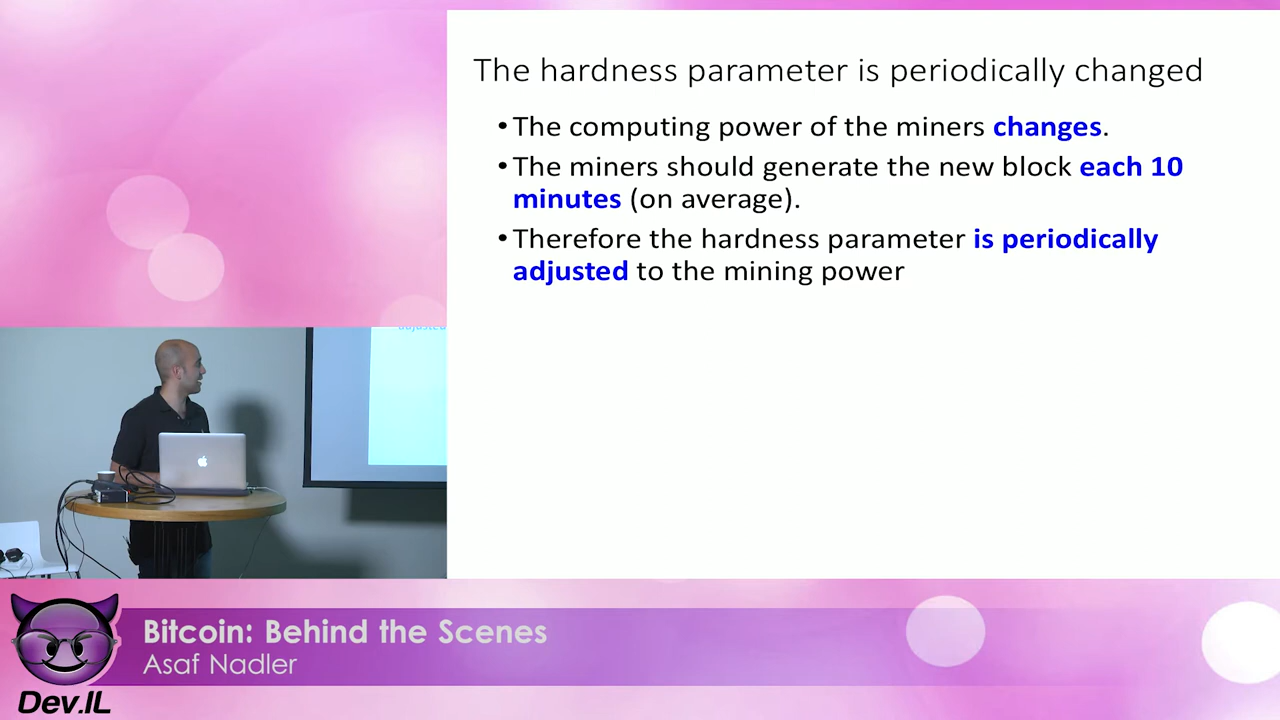 The hardness parameter is periodically changed
•The computing power of the miners changes.
•The miners should generate the new block each 10
minutes (on average).
•Therefore the hardness parameter is periodically
adjusted to the mining power
adjusted
Bitcoin: Behind the Scenes
Asaf Nadler
Dev.IL